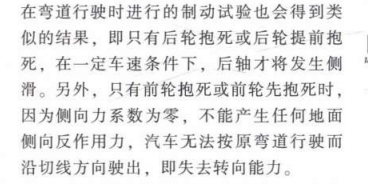 在弯道行驶时进行的制动试验也会得到类
似的结果，即只有后轮抱死或后轮提前抱
死，在一定车速条件下，后轴才将发生侧
滑。另外，只有前轮抱死或前轮先抱死时，
因为侧向力系数为零，不能产生任何地面
侧向反作用力，汽车无法按原弯道行驶而
沿切线方向驶出，即失去转向能力。